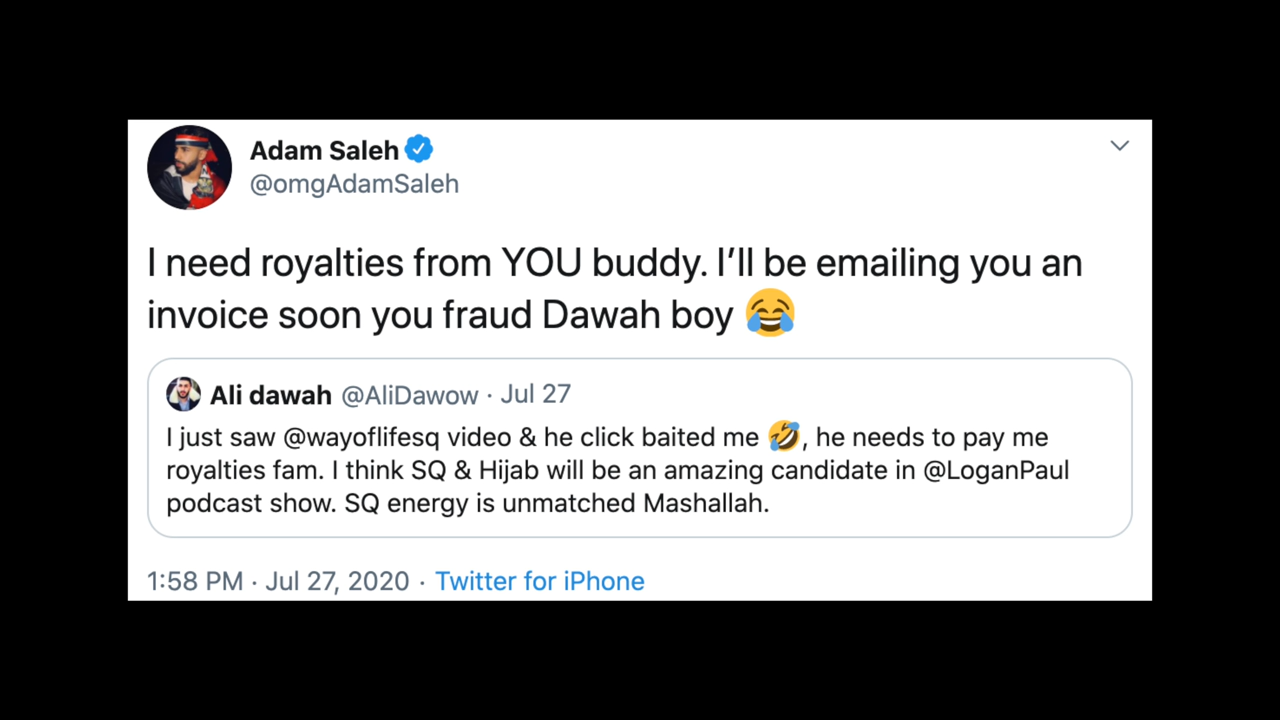 Adam Saleh
@omgAdamSaleh
I need royalties from YOU buddy. I’ll be emailing you an
invoice soon you fraud Dawah boy 😂
Ali dawah @AliDawow · Jul 27
I just saw @wayoflifesq video & he click baited me 🤣, he needs to pay me
royalties fam. I think SQ & Hijab will be an amazing candidate in @LoganPaul
podcast show. SQ energy is unmatched Mashallah.
1:58 PM · Jul 27, 2020 · Twitter for iPhone